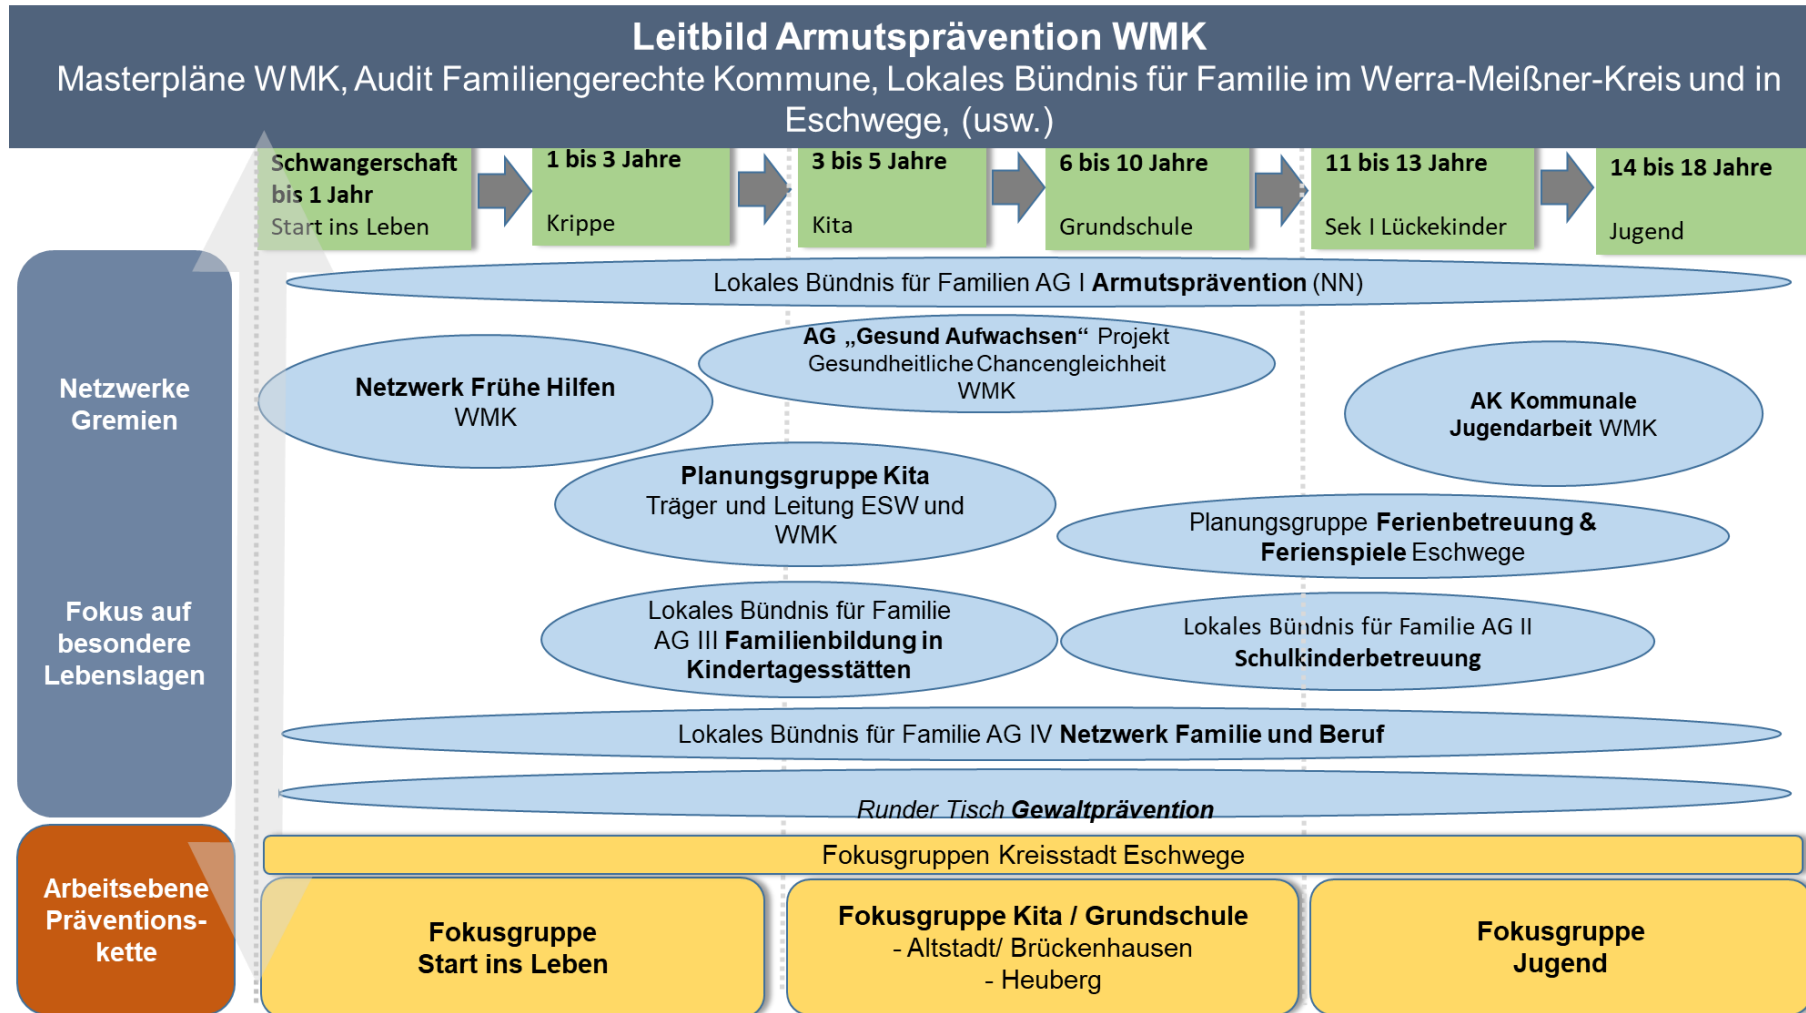 Leitbild Armutsprävention WMK
Masterpläne WMK, Audit Familiengerechte Kommune, Lokales Bündnis für Familie im Werra-Meißner-Kreis und in
Eschwege, (usw.)
Schwangerschaft
bis 1 Jahr
Start ins Leben
1 bis 3 Jahre
Krippe
3 bis 5 Jahre
Kita
6 bis 10 Jahre
Grundschule
11 bis 13 Jahre
Sek I Lückekinder
14 bis 18 Jahre
Jugend
Netzwerke
Gremien
Fokus auf
besondere
Lebenslagen
Lokales Bündnis für Familien AG I Armutsprävention (NN)
AG „Gesund Aufwachsen“ Projekt
Gesundheitliche Chancengleichheit
WMK
Netzwerk Frühe Hilfen
WMK
AK Kommunale
Jugendarbeit WMK
Planungsgruppe Kita
Träger und Leitung ESW und
WMK
Planungsgruppe Ferienbetreuung &
Ferienspiele Eschwege
Lokales Bündnis für Familie
AG III Familienbildung in
Kindertagesstätten
Lokales Bündnis für Familie AG II
Schulkinderbetreuung
Lokales Bündnis für Familie AG IV Netzwerk Familie und Beruf
Runder Tisch Gewaltprävention
Arbeitsebene
Präventions-
kette
Fokusgruppen Kreisstadt Eschwege
Fokusgruppe
Start ins Leben
Fokusgruppe Kita / Grundschule
- Altstadt/ Brückenhausen
- Heuberg
Fokusgruppe
Jugend